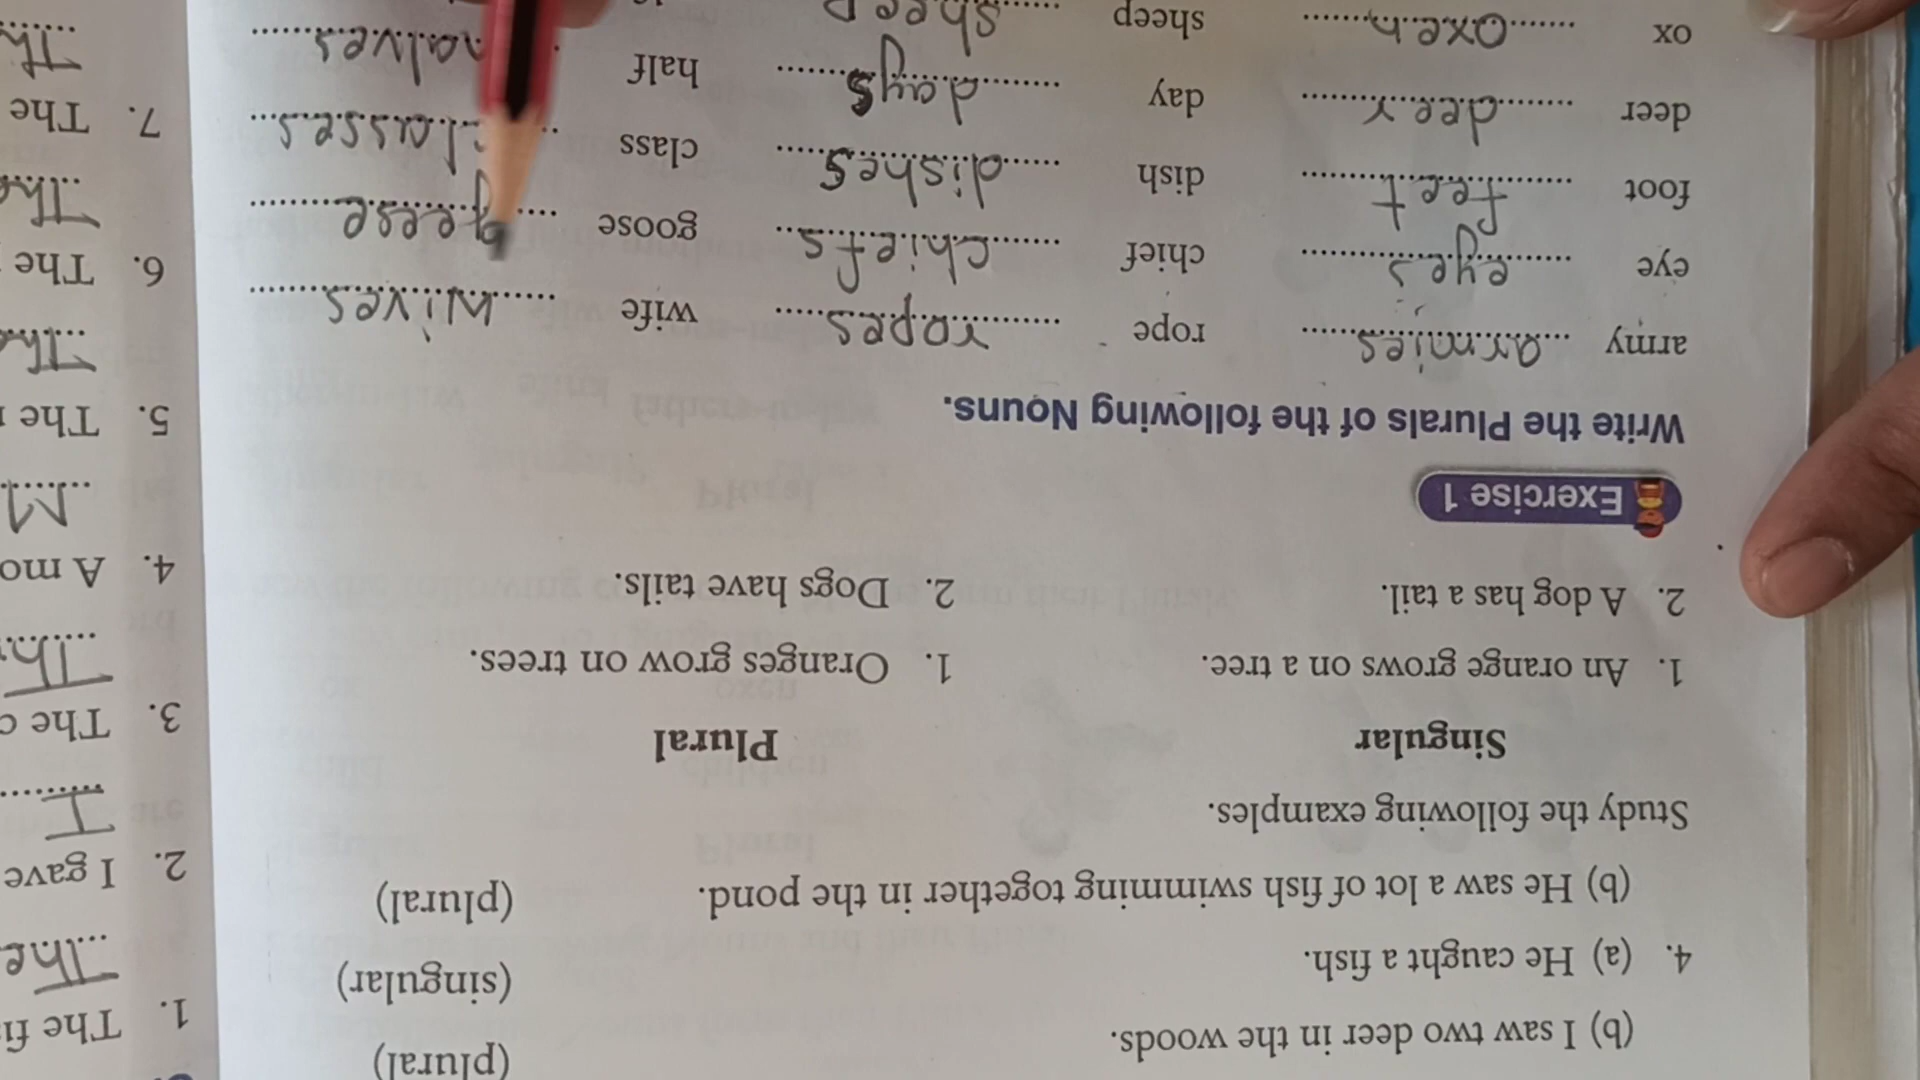 (b) I saw two deer in the woods. (plural)
4. (a) He caught a fish. (singular)
(b) He saw a lot of fish swimming together in the pond. (plural)
Study the following examples.
Singular Plural
1. An orange grows on a tree. 1. Oranges grow on trees.
2. A dog has a tail. 2. Dogs have tails.
Exercise 1
Write the Plurals of the following Nouns.
army armies rope ropes wife wives
eye eyes chief chiefs goose geese
foot feet dish dishes class classes
deer deer day days half halves
ox oxen sheep sheep
1. The
The
2. I gave
I
3. The
4. A
5. The
6. The
The
7. The